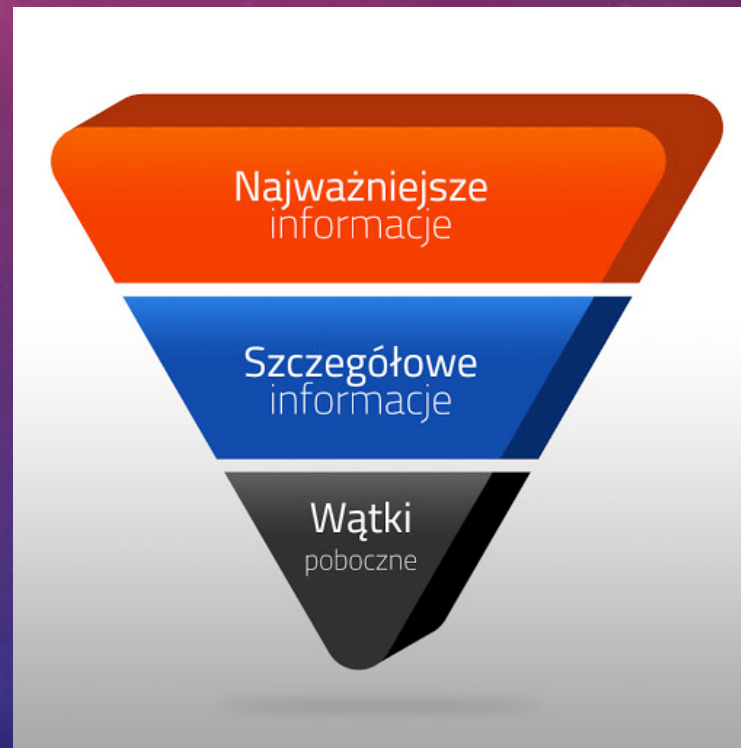 Najważniejsze
informacje
Szczegółowe
informacje
Wątki
poboczne